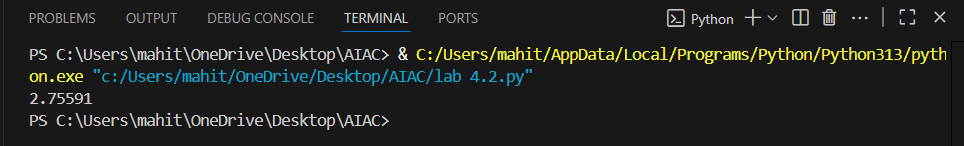 PROBLEMS OUTPUT DEBUG CONSOLE TERMINAL PORTS Python
PS C:\Users\mahit\OneDrive\Desktop\AIAC> & C:/Users/mahit/AppData/Local/Programs/Python/Python313/pyth
on.exe "c:/Users/mahit/OneDrive/Desktop/AIAC/lab 4.2.py"
2.75591
PS C:\Users\mahit\OneDrive\Desktop\AIAC>